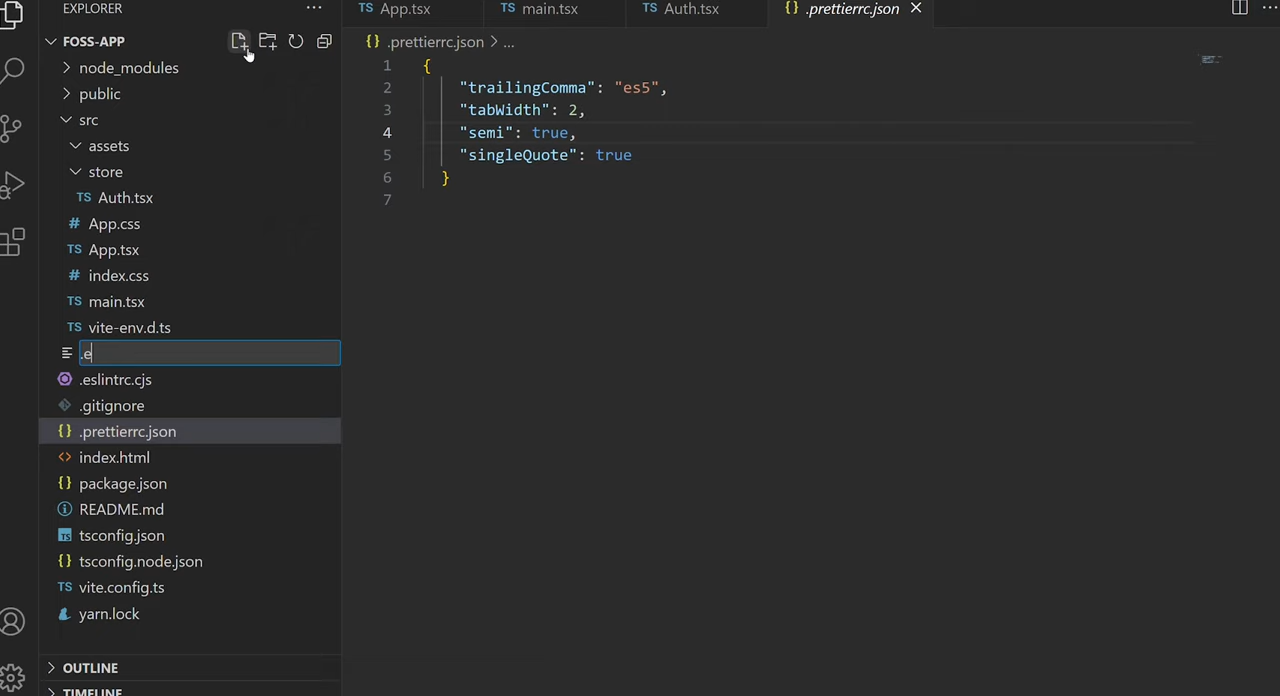 EXPLORER
FOSS-APP
node_modules
public
src
assets
store
TS Auth.tsx
# App.css
TS App.tsx
# index.css
TS main.tsx
TS vite-env.d.ts
.e
.eslintrc.cjs
.gitignore
{} .prettierrc.json
<> index.html
{} package.json
README.md
TS tsconfig.json
{} tsconfig.node.json
TS vite.config.ts
yarn.lock
OUTLINE
TIMELINE
TS App.tsx TS main.tsx TS Auth.tsx {} .prettierrc.json
{} .prettierrc.json > ...
1 {
2 "trailingComma": "es5",
3 "tabWidth": 2,
4 "semi": true,
5 "singleQuote": true
6 }
7